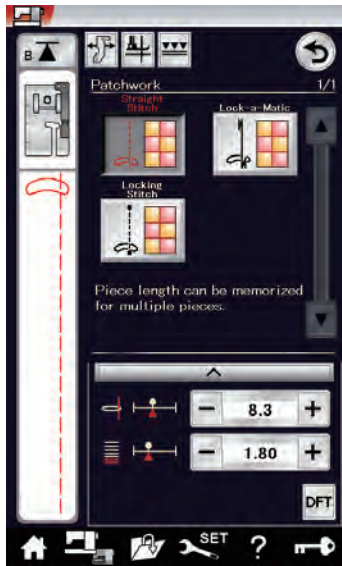 B
Patchwork 1/1
Straight
Stitch
Lock-a-Matic
Locking
Stitch
Piece length can be memorized
for multiple pieces.
− 8.3 +
− 1.80 +
DFT
SET
?